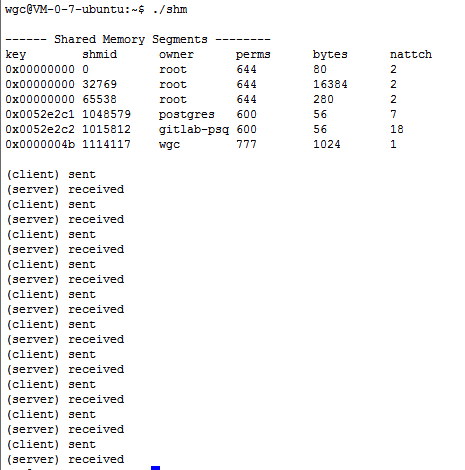 wgc@VM-0-7-ubuntu:~$ ./shm
------ Shared Memory Segments --------
key shmid owner perms bytes nattch
0x00000000 0 root 644 80 2
0x00000000 32769 root 644 16384 2
0x00000000 65538 root 644 280 2
0x0052e2c1 1048579 postgres 600 56 7
0x0052e2c2 1015812 gitlab-psq 600 56 18
0x0000004b 1114117 wgc 777 1024 1
(client) sent
(server) received
(client) sent
(server) received
(client) sent
(server) received
(client) sent
(server) received
(client) sent
(server) received
(client) sent
(server) received
(client) sent
(server) received
(client) sent
(server) received
(client) sent
(server) received
(client) sent
(server) received